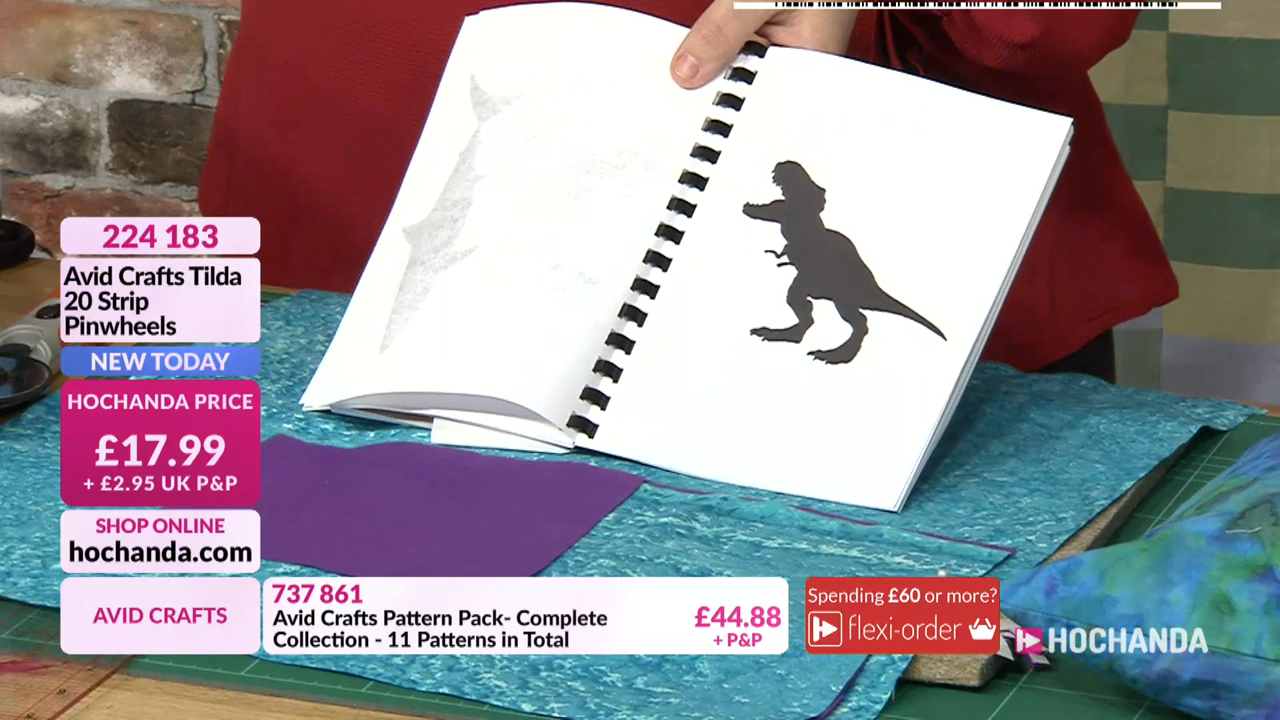 224 183
Avid Crafts Tilda
20 Strip
Pinwheels
NEW TODAY
HOCHANDA PRICE
£17.99
+ £2.95 UK P&P
SHOP ONLINE
hochanda.com
AVID CRAFTS
737 861
Avid Crafts Pattern Pack- Complete
Collection - 11 Patterns in Total
£44.88
+ P&P
Spending £60 or more?
flexi-order
HOCHANDA